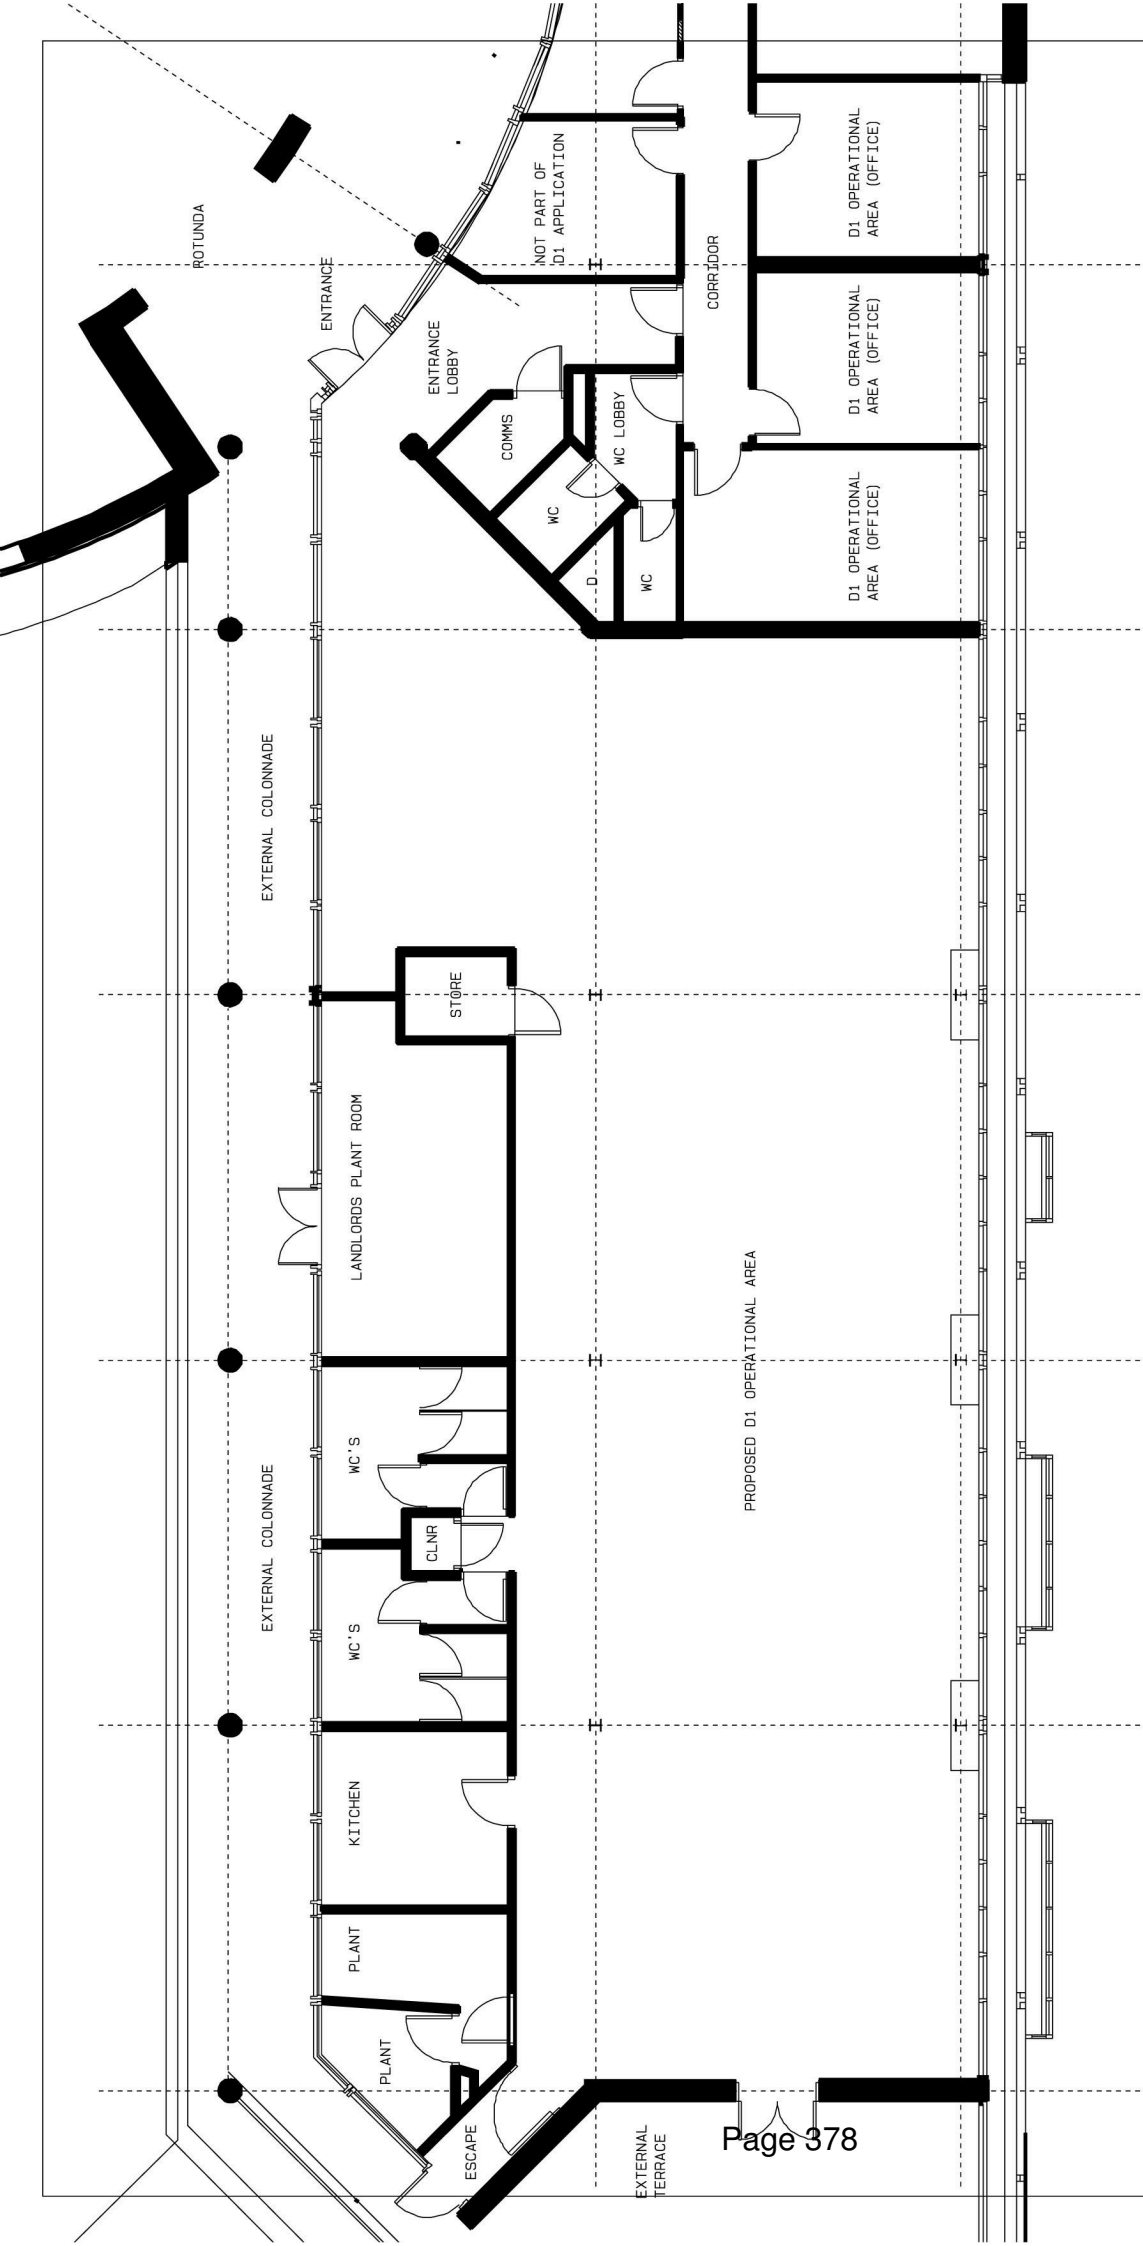 ROTUNDA
ENTRANCE
NOT PART OF
D1 APPLICATION
D1 OPERATIONAL
AREA (OFFICE)
CORRIDOR
ENTRANCE
LOBBY
D1 OPERATIONAL
AREA (OFFICE)
COMMS
WC LOBBY
WC
D
WC
D1 OPERATIONAL
AREA (OFFICE)
EXTERNAL COLONNADE
STORE
LANDLORDS PLANT ROOM
PROPOSED D1 OPERATIONAL AREA
WC'S
CLNR
EXTERNAL COLONNADE
WC'S
KITCHEN
PLANT
PLANT
ESCAPE
EXTERNAL
TERRACE
Page 378